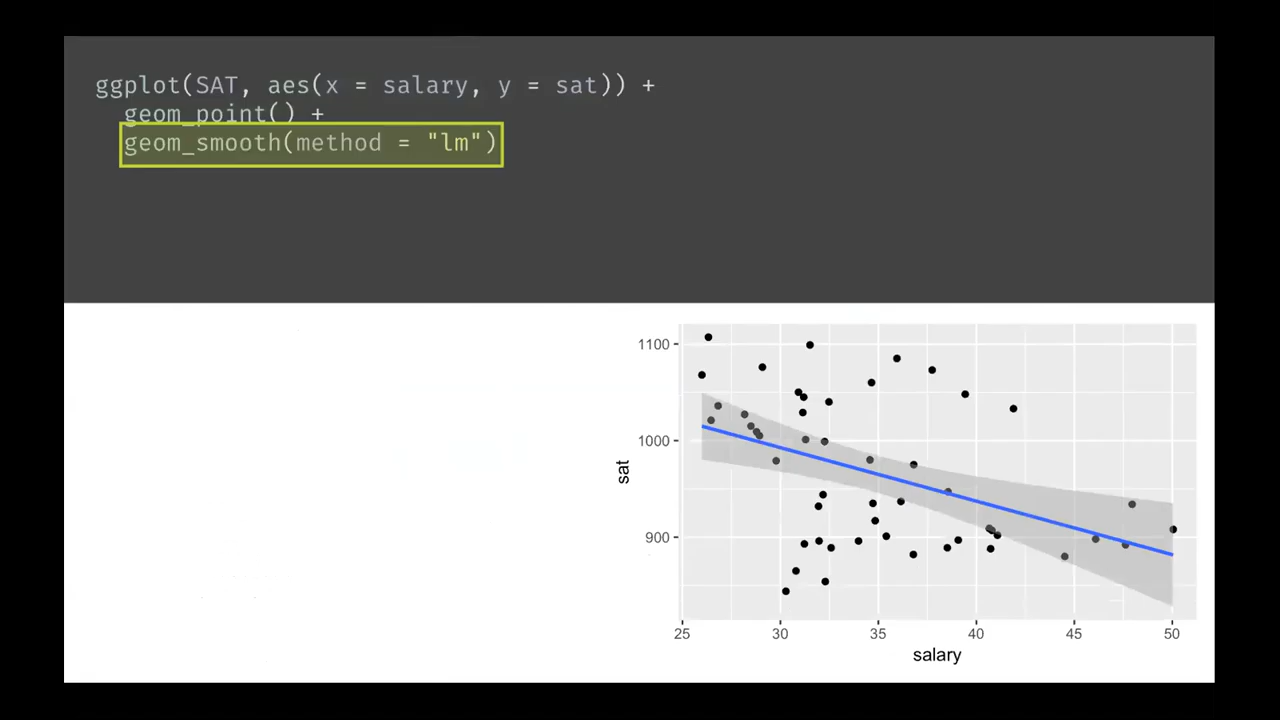 ggplot(SAT, aes(x = salary, y = sat)) +
geom_point() +
geom_smooth(method = "lm")
1100
1000
900
sat
25 30 35 40 45 50
salary